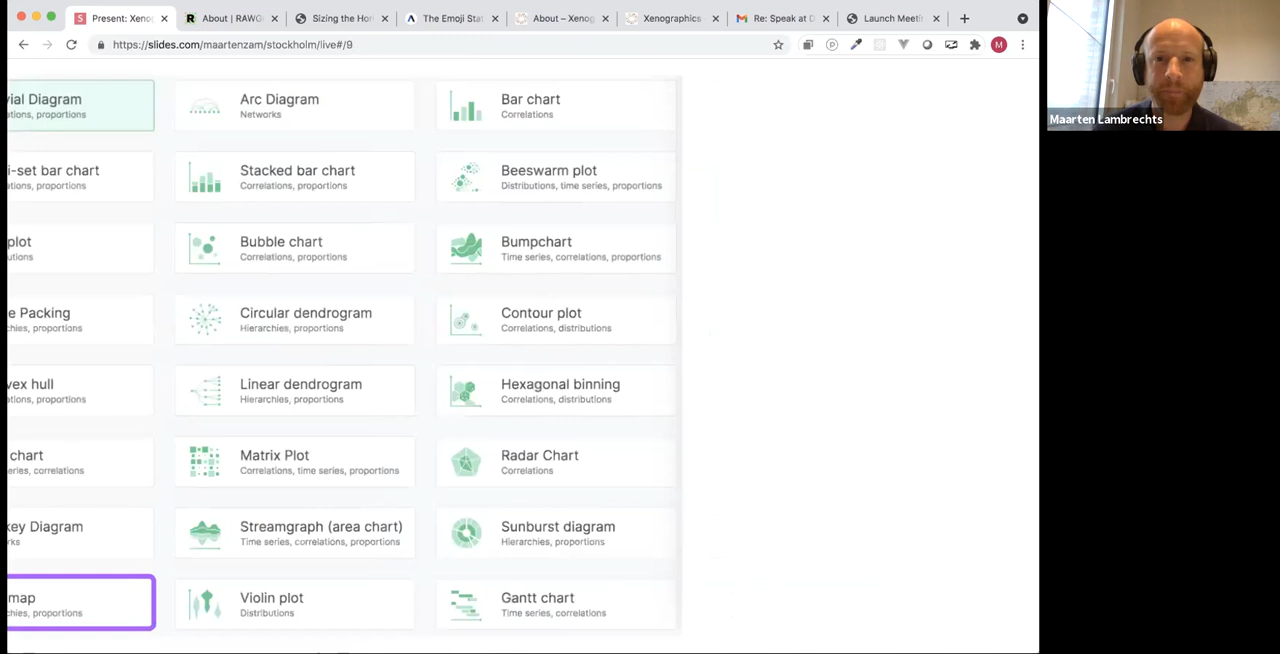 Present: Xeno
About | RAWG
Sizing the Hor
The Emoji Stat
About – Xenog
Xenographics
Re: Speak at D
Launch Meeti
https://slides.com/maartenzam/stockholm/live#/9
M
Maarten Lambrechts
vial Diagram
ations, proportions
Arc Diagram
Networks
Bar chart
Correlations
i-set bar chart
ations, proportions
Stacked bar chart
Correlations, proportions
Beeswarm plot
Distributions, time series, proportions
plot
utions
Bubble chart
Correlations, proportions
Bumpchart
Time series, correlations, proportions
e Packing
chies, proportions
Circular dendrogram
Hierarchies, proportions
Contour plot
Correlations, distributions
vex hull
ations, proportions
Linear dendrogram
Hierarchies, proportions
Hexagonal binning
Correlations, distributions
chart
eries, correlations
Matrix Plot
Correlations, time series, proportions
Radar Chart
Correlations
key Diagram
rks
Streamgraph (area chart)
Time series, correlations, proportions
Sunburst diagram
Hierarchies, proportions
map
chies, proportions
Violin plot
Distributions
Gantt chart
Time series, correlations